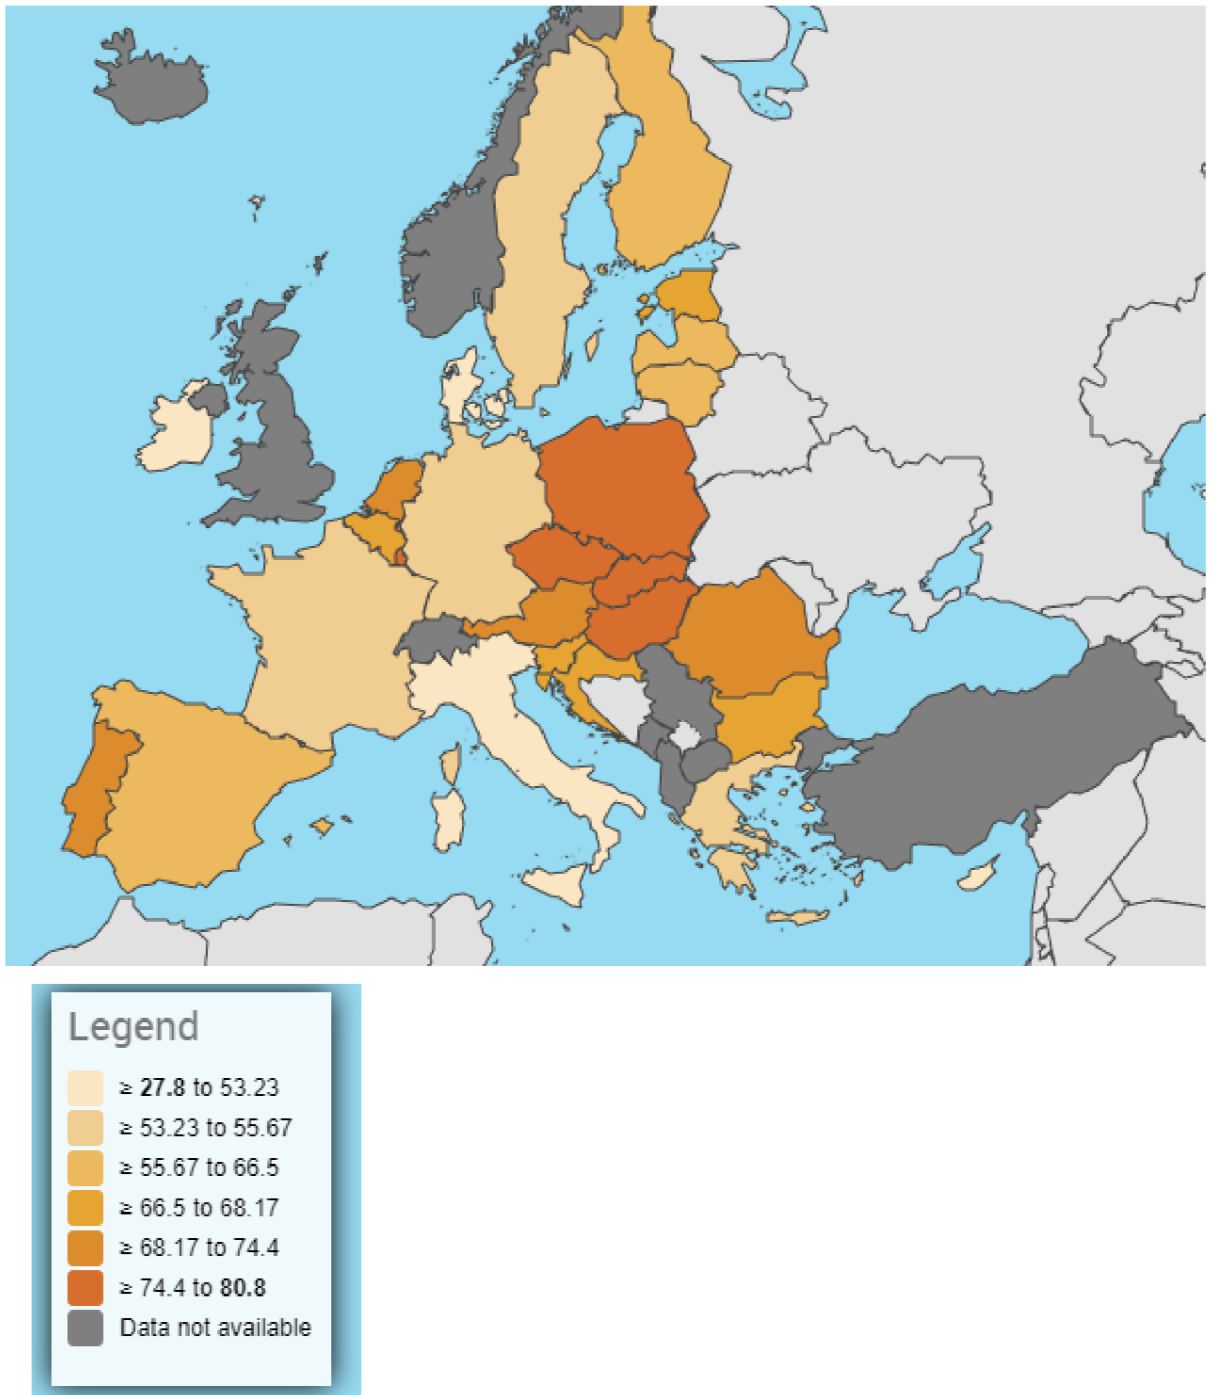 Legend
≥ 27.8 to 53.23
≥ 53.23 to 55.67
≥ 55.67 to 66.5
≥ 66.5 to 68.17
≥ 68.17 to 74.4
≥ 74.4 to 80.8
Data not available